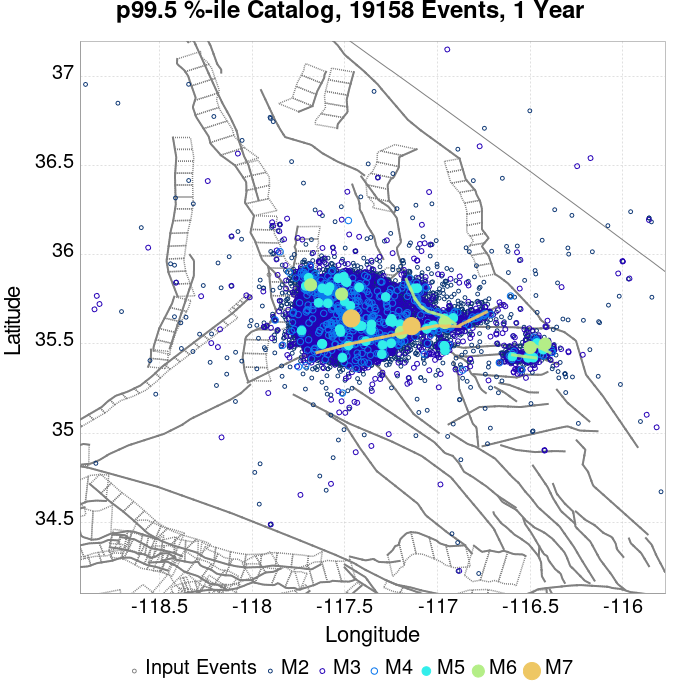 p99.5 %-ile Catalog, 19158 Events, 1 Year
37
36.5
36
35.5
35
34.5
Latitude
-118.5 -118 -117.5 -117 -116.5 -116
Longitude
Input Events M2 M3 M4 M5 M6 M7